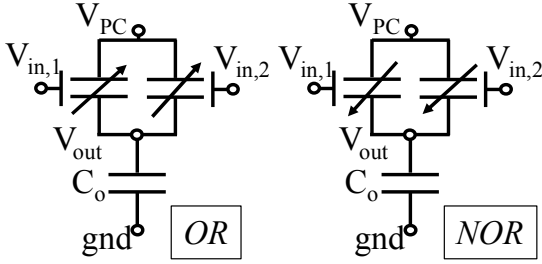 V_PC
V_in,1
V_in,2
V_out
C_o
gnd
OR
V_PC
V_in,1
V_in,2
V_out
C_o
gnd
NOR